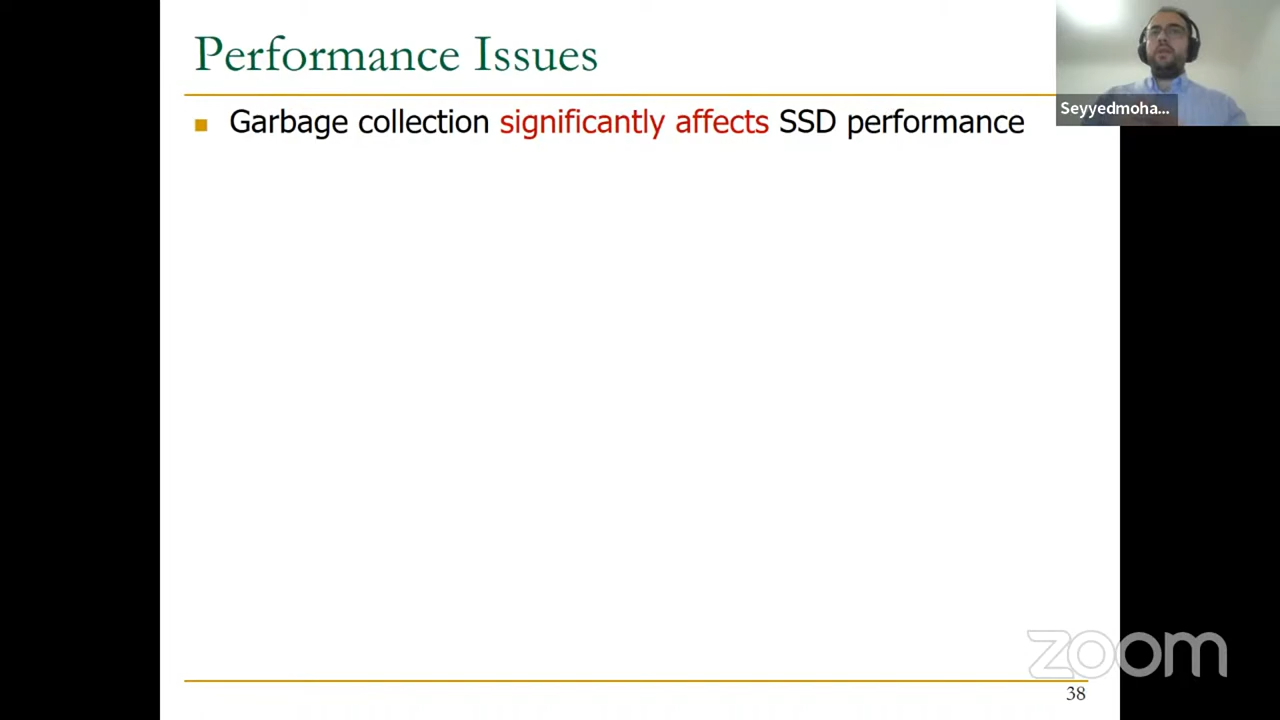 Performance Issues
Garbage collection significantly affects SSD performance
Seyyedmoha...
zoom
38